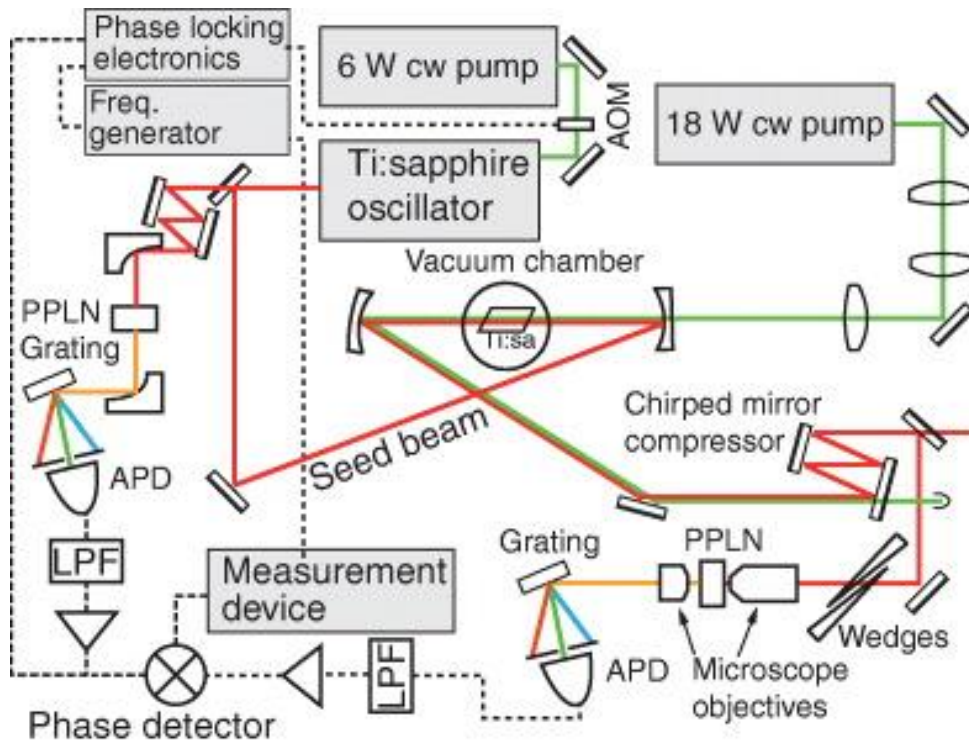 Phase locking
electronics
Freq.
generator
6 W cw pump
AOM
18 W cw pump
Ti:sapphire
oscillator
Vacuum chamber
Ti:sa
PPLN
Grating
APD
Seed beam
Chirped mirror
compressor
LPF
Measurement
device
Grating
PPLN
Wedges
APD
Microscope
objectives
LPF
Phase detector